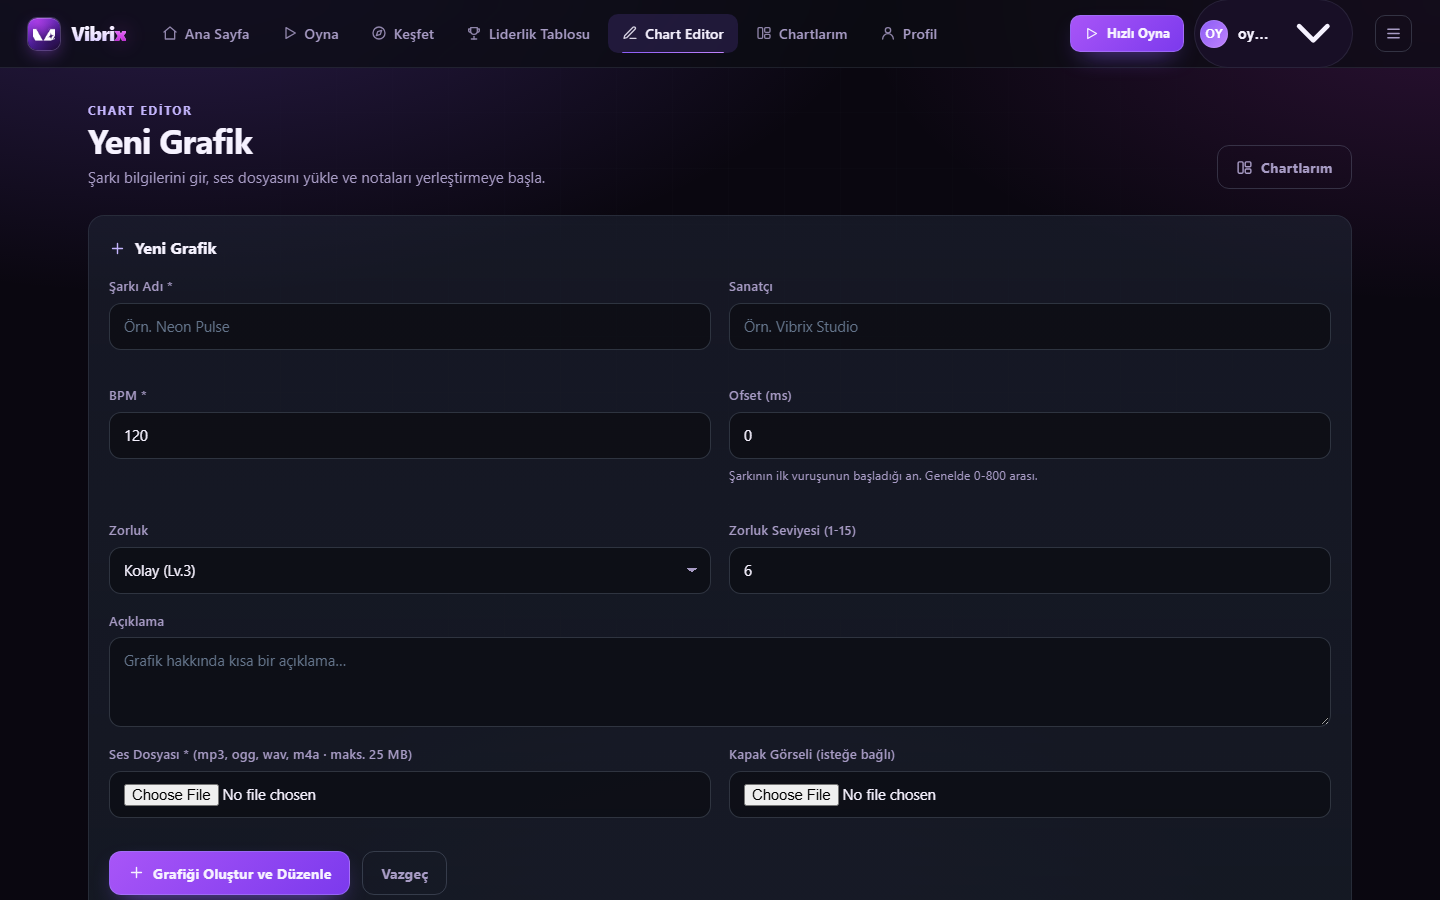 Vibrix
Ana Sayfa
Oyna
Keşfet
Liderlik Tablosu
Chart Editor
Chartlarım
Profil
Hızlı Oyna
OY
oy...
CHART EDİTOR
Yeni Grafik
Şarkı bilgilerini gir, ses dosyasını yükle ve notaları yerleştirmeye başla.
Chartlarım
Yeni Grafik
Şarkı Adı *
Sanatçı
Örn. Neon Pulse
Örn. Vibrix Studio
BPM *
Ofset (ms)
120
0
Şarkının ilk vuruşunun başladığı an. Genelde 0-800 arası.
Zorluk
Zorluk Seviyesi (1-15)
Kolay (Lv.3)
6
Açıklama
Grafik hakkında kısa bir açıklama...
Ses Dosyası * (mp3, ogg, wav, m4a · maks. 25 MB)
Kapak Görseli (isteğe bağlı)
Choose File No file chosen
Choose File No file chosen
Grafiği Oluştur ve Düzenle
Vazgeç